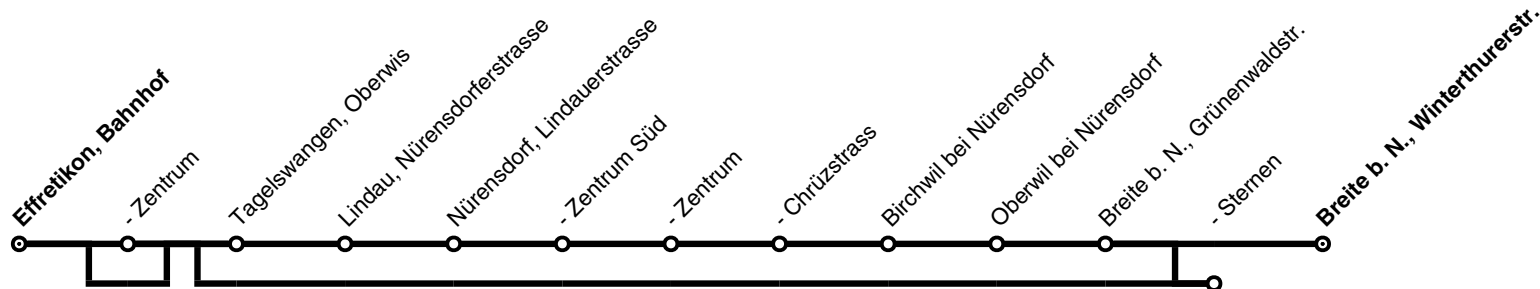 Effretikon, Bahnhof
- Zentrum
Tagelswangen, Oberwis
Lindau, Nürensdorferstrasse
Nürensdorf, Lindauerstrasse
- Zentrum Süd
- Zentrum
- Chrüzstrass
Birchwil bei Nürensdorf
Oberwil bei Nürensdorf
Breite b. N., Grünenwaldstr.
- Sternen
Breite b. N., Winterthurerstr.